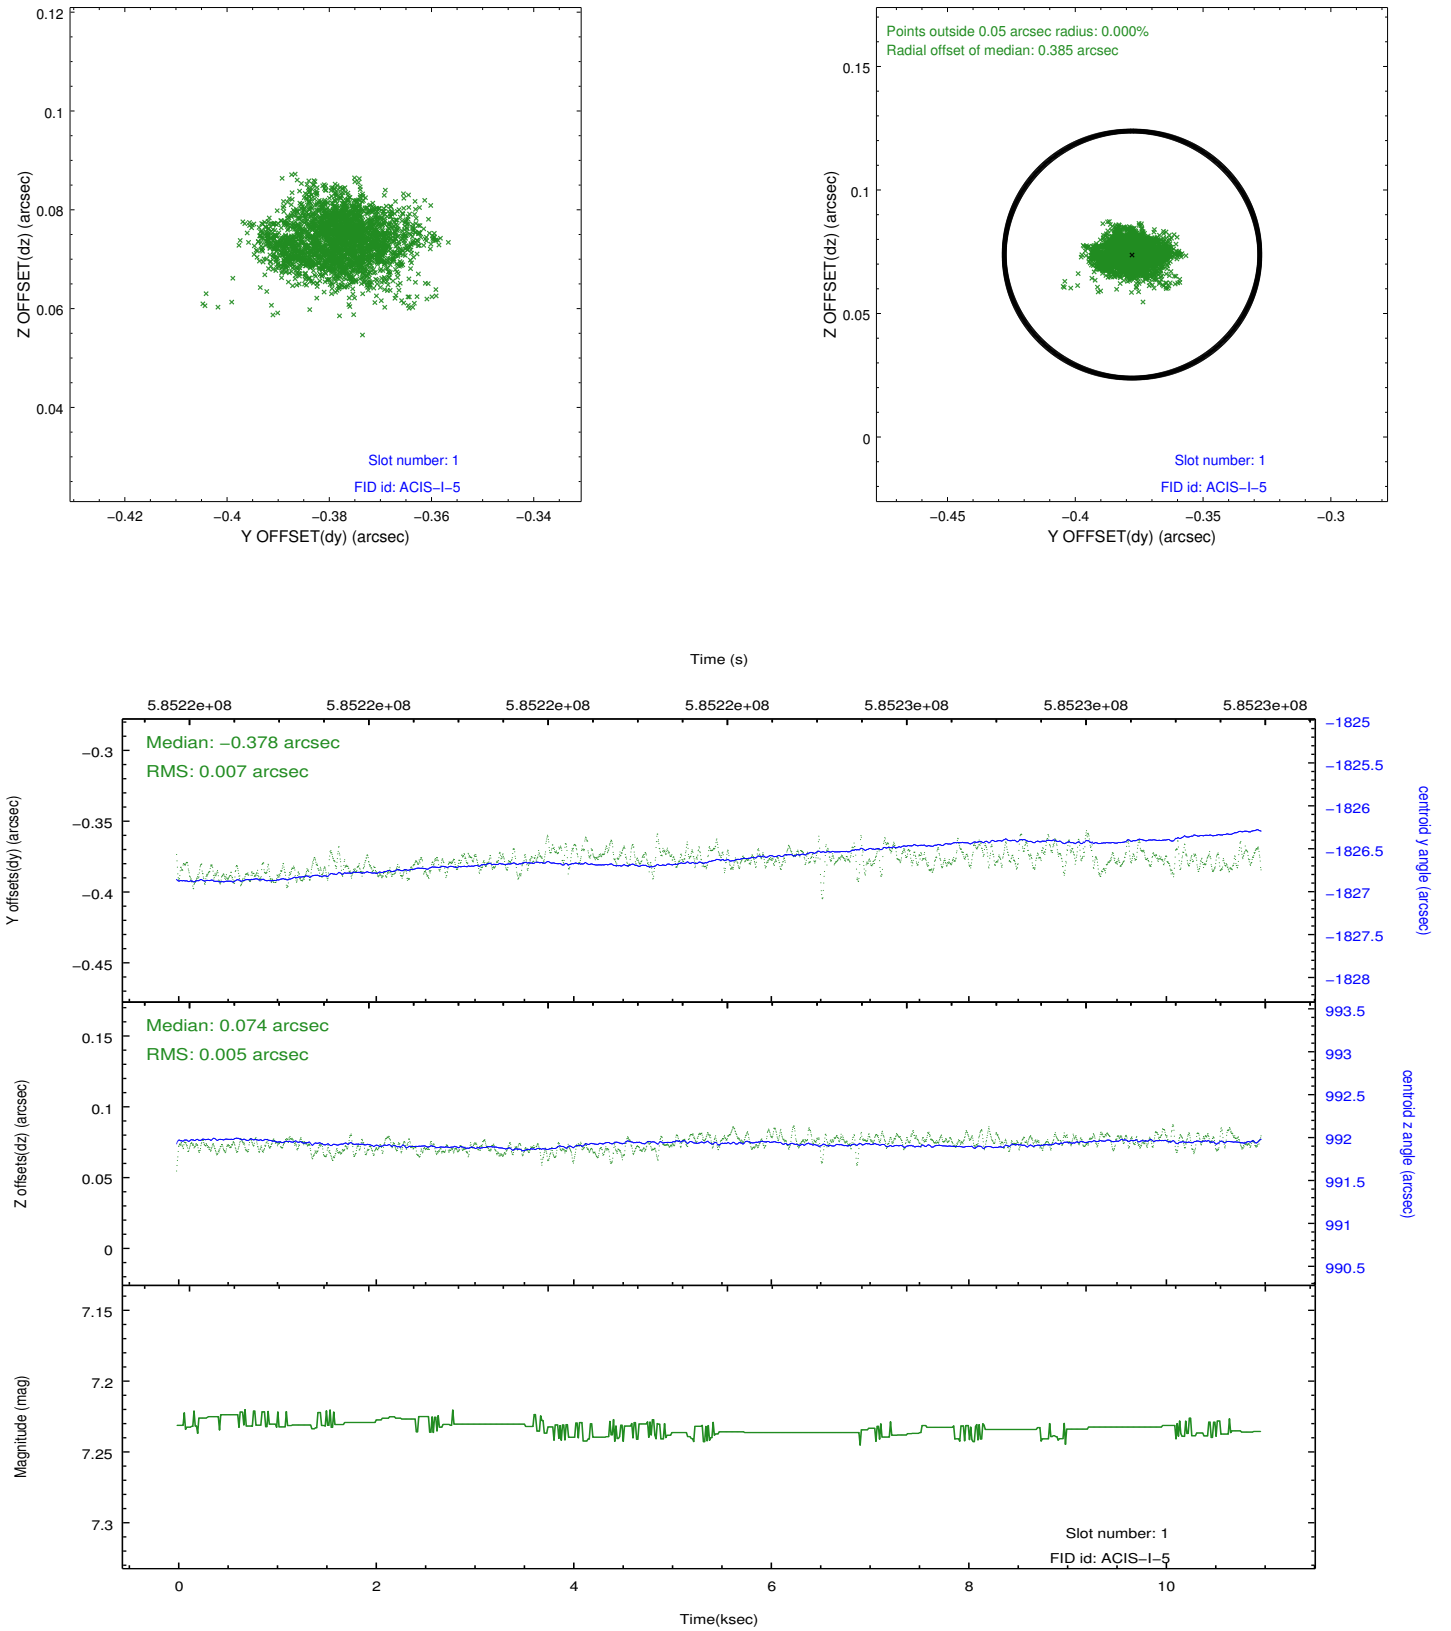 0.12
0.1
0.08
0.06
0.04
Z OFFSET(dz) (arcsec)
Slot number: 1
FID id: ACIS−I−5
−0.42 −0.4 −0.38 −0.36 −0.34
Y OFFSET(dy) (arcsec)
Points outside 0.05 arcsec radius: 0.000%
Radial offset of median: 0.385 arcsec
0.15
0.1
0.05
0
Z OFFSET(dz) (arcsec)
Slot number: 1
FID id: ACIS−I−5
−0.45 −0.4 −0.35 −0.3
Y OFFSET(dy) (arcsec)
Time (s)
5.8522e+08 5.8522e+08 5.8522e+08 5.8522e+08 5.8523e+08 5.8523e+08 5.8523e+08
Median: −0.378 arcsec
RMS: 0.007 arcsec
−0.3
−0.35
−0.4
−0.45
Y offsets(dy) (arcsec)
−1825
−1825.5
−1826
−1826.5
−1827
−1827.5
−1828
centroid y angle (arcsec)
Median: 0.074 arcsec
RMS: 0.005 arcsec
0.15
0.1
0.05
0
Z offsets(dz) (arcsec)
993.5
993
992.5
992
991.5
991
990.5
centroid z angle (arcsec)
7.15
7.2
7.25
7.3
Magnitude (mag)
Slot number: 1
FID id: ACIS−I−5
0 2 4 6 8 10
Time(ksec)